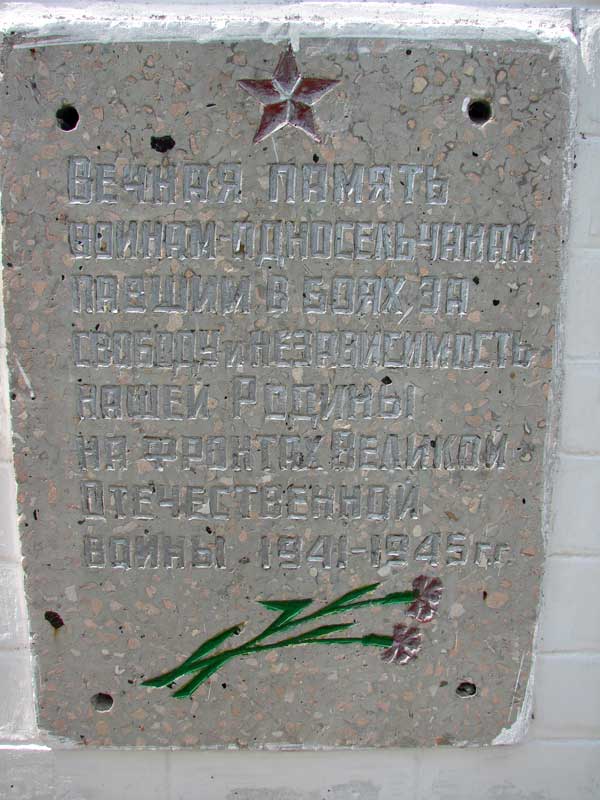 Вечная память
воинам-односельчанам
павшим в боях за
свободу и независимость
нашей Родины
на фронтах Великой
Отечественной
войны 1941-1945 гг.